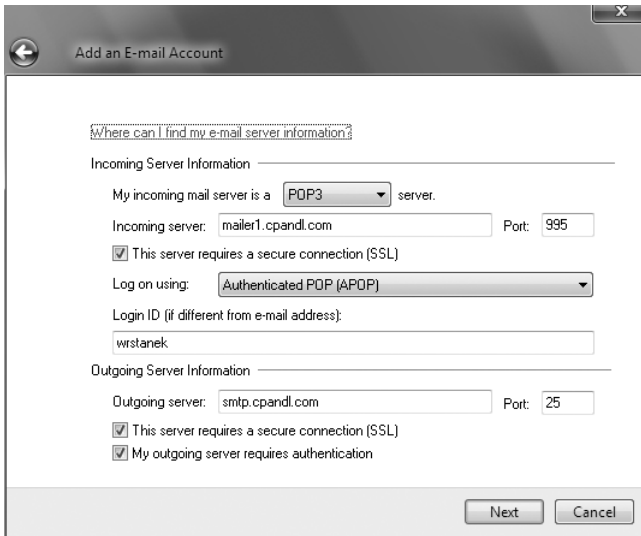 Add an E-mail Account
Where can I find my e-mail server information?
Incoming Server Information
My incoming mail server is a POP3 server.
Incoming server: mailer1.cpandl.com Port: 995
This server requires a secure connection (SSL)
Log on using: Authenticated POP (APOP)
Login ID (if different from e-mail address):
wrstanek
Outgoing Server Information
Outgoing server: smtp.cpandl.com Port: 25
This server requires a secure connection (SSL)
My outgoing server requires authentication
Next Cancel